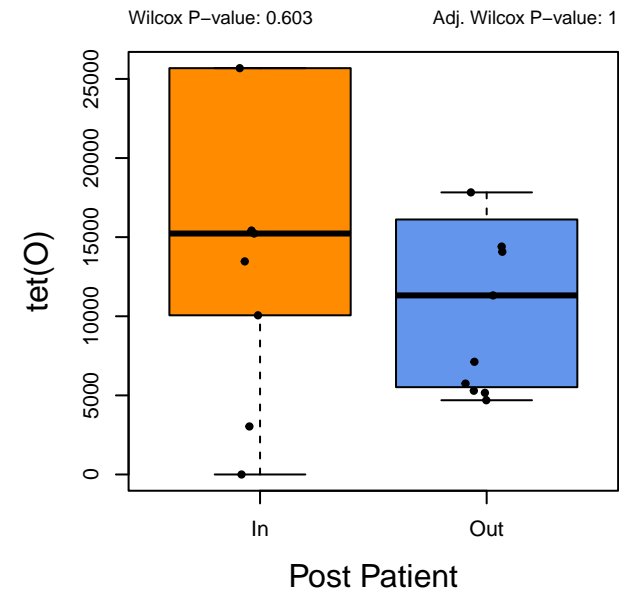 Wilcox P−value: 0.603
Adj. Wilcox P−value: 1
tet(O)
25000
20000
15000
10000
5000
0
In
Out
Post Patient